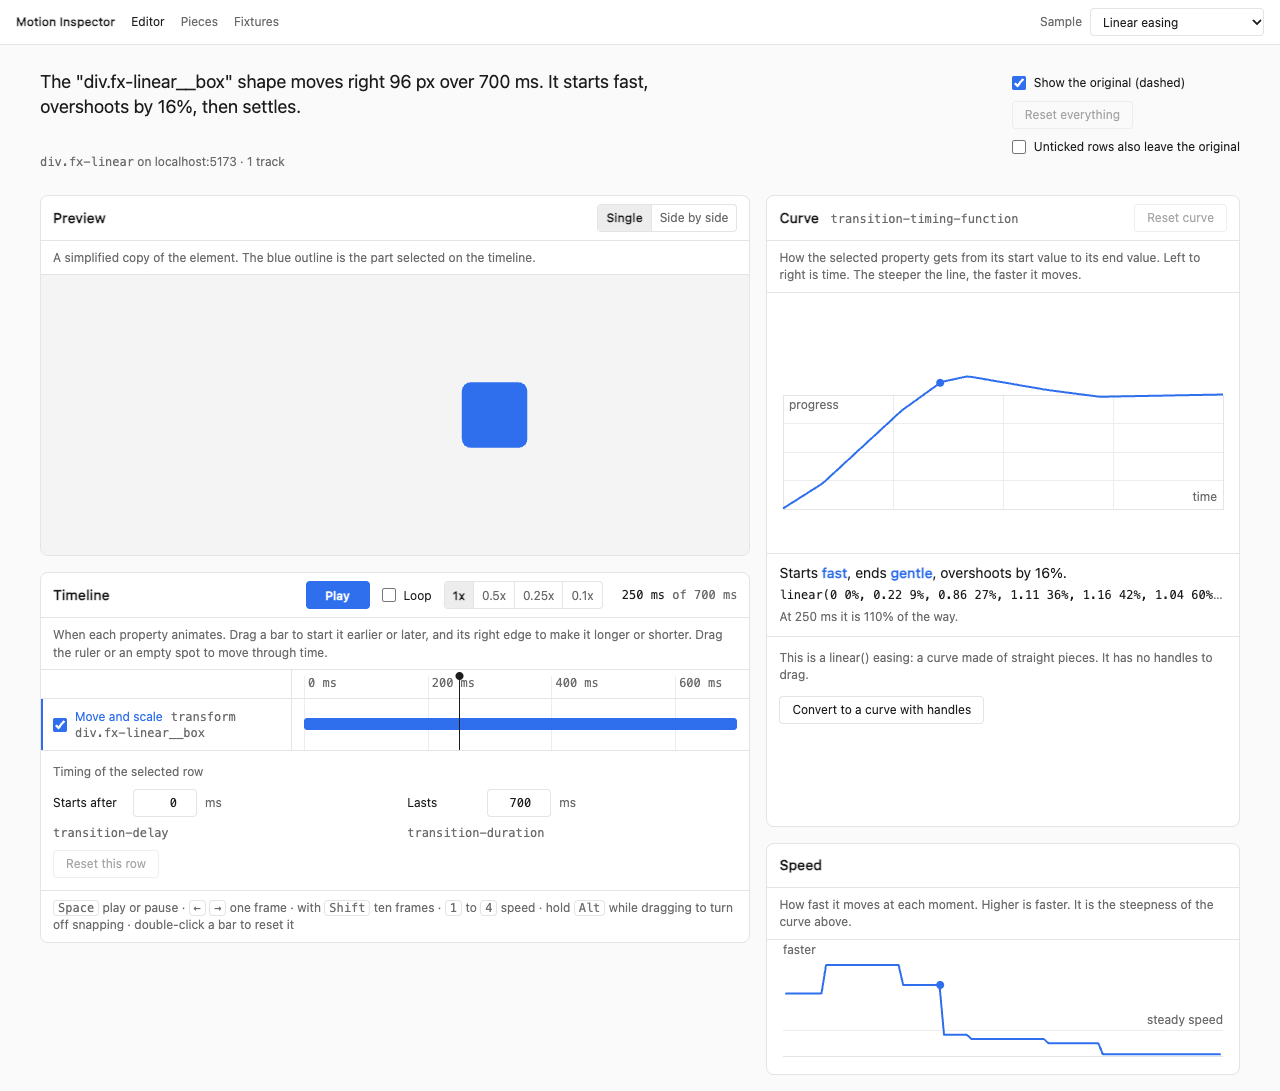 Motion Inspector Editor Pieces Fixtures Sample Linear easing
The "div.fx-linear__box" shape moves right 96 px over 700 ms. It starts fast,
overshoots by 16%, then settles.
Show the original (dashed)
Reset everything
Unticked rows also leave the original
div.fx-linear on localhost:5173 · 1 track
Preview Single Side by side
A simplified copy of the element. The blue outline is the part selected on the timeline.
Timeline Play Loop 1x 0.5x 0.25x 0.1x 250 ms of 700 ms
When each property animates. Drag a bar to start it earlier or later, and its right edge to make it longer or shorter. Drag
the ruler or an empty spot to move through time.
0 ms 200 ms 400 ms 600 ms
Move and scale transform
div.fx-linear__box
Timing of the selected row
Starts after 0 ms Lasts 700 ms
transition-delay transition-duration
Reset this row
Space play or pause · ← → one frame · with Shift ten frames · 1 to 4 speed · hold Alt while dragging to turn
off snapping · double-click a bar to reset it
Curve transition-timing-function Reset curve
How the selected property gets from its start value to its end value. Left to
right is time. The steeper the line, the faster it moves.
progress
time
Starts fast, ends gentle, overshoots by 16%.
linear(0 0%, 0.22 9%, 0.86 27%, 1.11 36%, 1.16 42%, 1.04 60%…
At 250 ms it is 110% of the way.
This is a linear() easing: a curve made of straight pieces. It has no handles to
drag.
Convert to a curve with handles
Speed
How fast it moves at each moment. Higher is faster. It is the steepness of the
curve above.
faster
steady speed